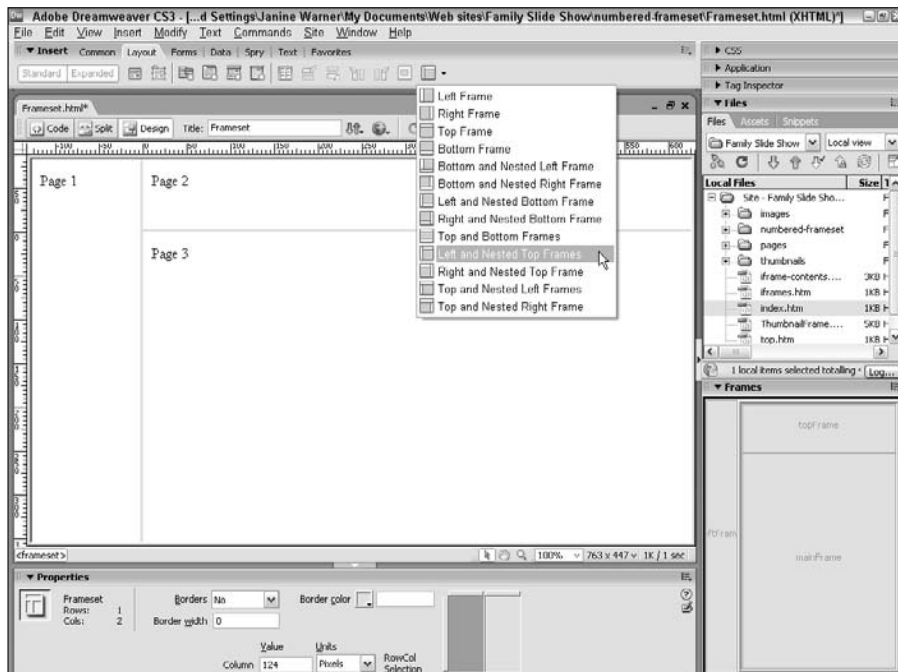 Adobe Dreamweaver CS3 - [...d Settings\Janine Warner\My Documents\Web sites\Family Slide Show\numbered-frameset\Frameset.html (XHTML)*]
File Edit View Insert Modify Text Commands Site Window Help
Insert Common Layout Forms Data Spry Text Favorites
Standard Expanded
Frameset.html*
Code Split Design Title: Frameset
Page 1
Page 2
Page 3
Left Frame
Right Frame
Top Frame
Bottom Frame
Bottom and Nested Left Frame
Bottom and Nested Right Frame
Left and Nested Bottom Frame
Right and Nested Bottom Frame
Top and Bottom Frames
Left and Nested Top Frames
Right and Nested Top Frame
Top and Nested Left Frames
Top and Nested Right Frame
<frameset>
100% 763 x 447 1K / 1 sec
Properties
Frameset
Rows: 1
Cols: 2
Borders No
Border color
Border width 0
Value Units
Column 124 Pixels
RowCol
Selection
CSS
Application
Tag Inspector
Files
Files Assets Snippets
Family Slide Show Local view
Local Files Size
Site - Family Slide Sho...
images
numbered-frameset
pages
thumbnails
iframe-contents.... 3KB
iframes.htm 1KB
index.htm 1KB
ThumbnailFrame.... 5KB
top.htm 1KB
1 local items selected totalling Log...
Frames
topFrame
mainFrame